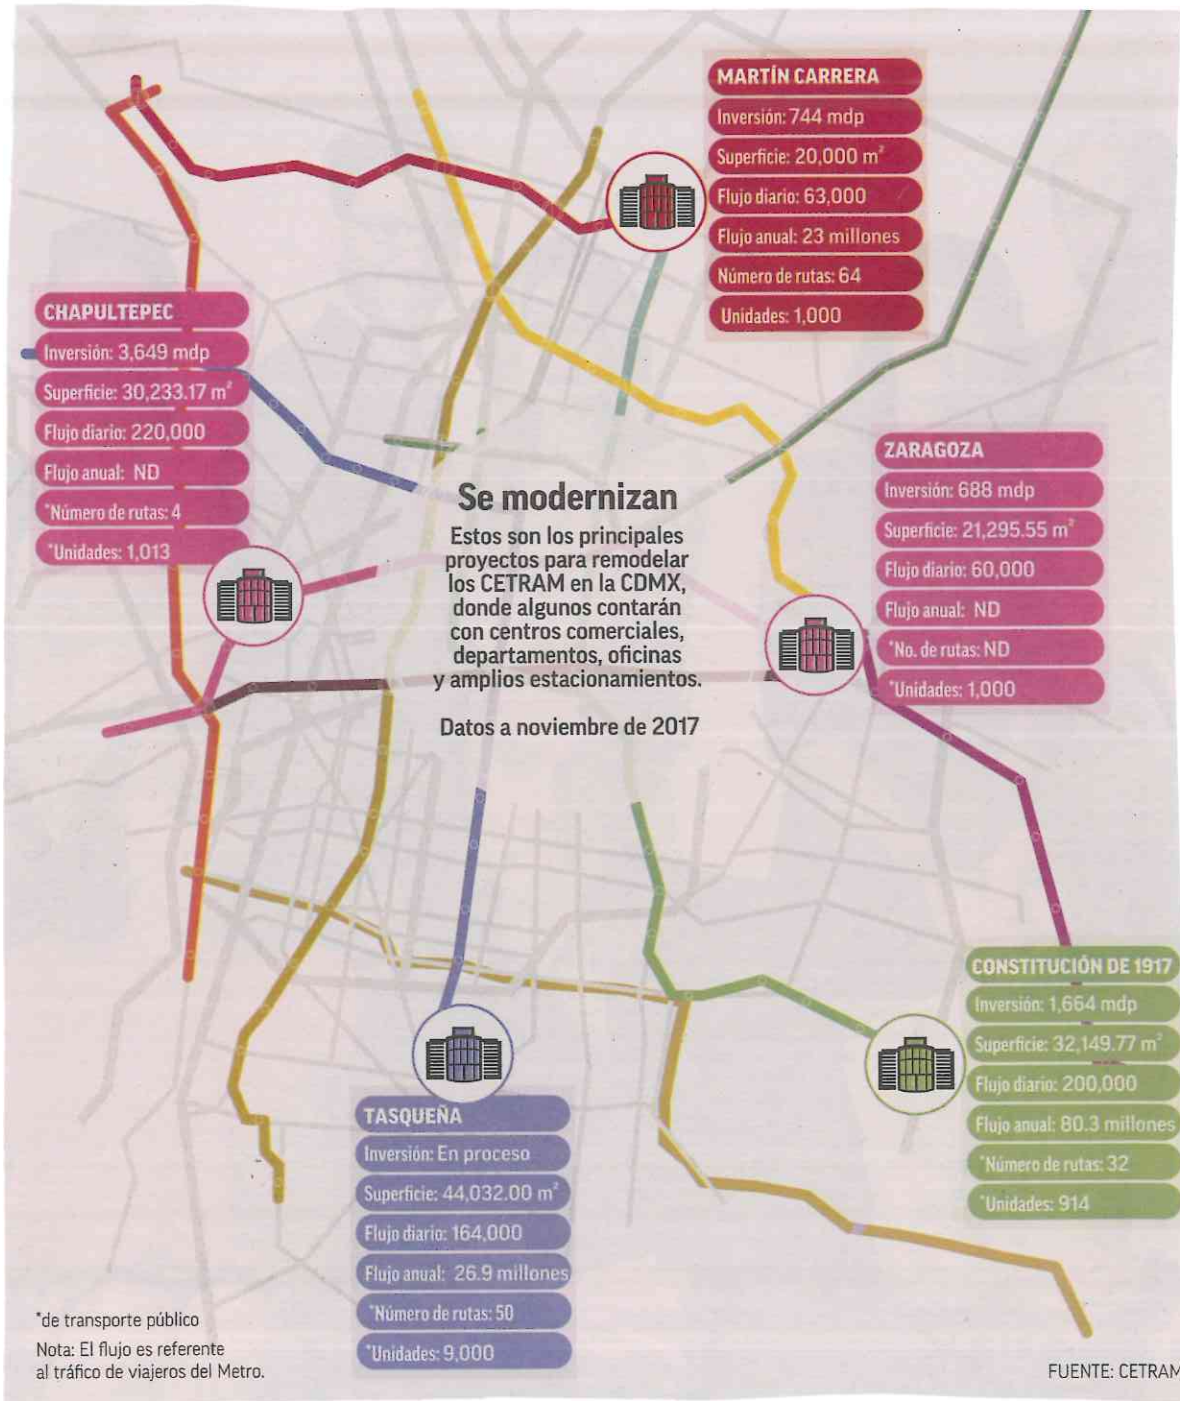 MARTÍN CARRERA
Inversión: 744 mdp
Superficie: 20,000 m²
Flujo diario: 63,000
Flujo anual: 23 millones
Número de rutas: 64
Unidades: 1,000
CHAPULTEPEC
Inversión: 3,649 mdp
Superficie: 30,233.17 m²
Flujo diario: 220,000
Flujo anual: ND
*Número de rutas: 4
*Unidades: 1,013
Se modernizan
Estos son los principales
proyectos para remodelar
los CETRAM en la CDMX,
donde algunos contarán
con centros comerciales,
departamentos, oficinas
y amplios estacionamientos.
Datos a noviembre de 2017
ZARAGOZA
Inversión: 688 mdp
Superficie: 21,295.55 m²
Flujo diario: 60,000
Flujo anual: ND
*No. de rutas: ND
*Unidades: 1,000
CONSTITUCIÓN DE 1917
Inversión: 1,664 mdp
Superficie: 32,149.77 m²
Flujo diario: 200,000
Flujo anual: 80.3 millones
*Número de rutas: 32
*Unidades: 914
TASQUEÑA
Inversión: En proceso
Superficie: 44,032.00 m²
Flujo diario: 164,000
Flujo anual: 26.9 millones
*Número de rutas: 50
*Unidades: 9,000
*de transporte público
Nota: El flujo es referente
al tráfico de viajeros del Metro.
FUENTE: CETRAM